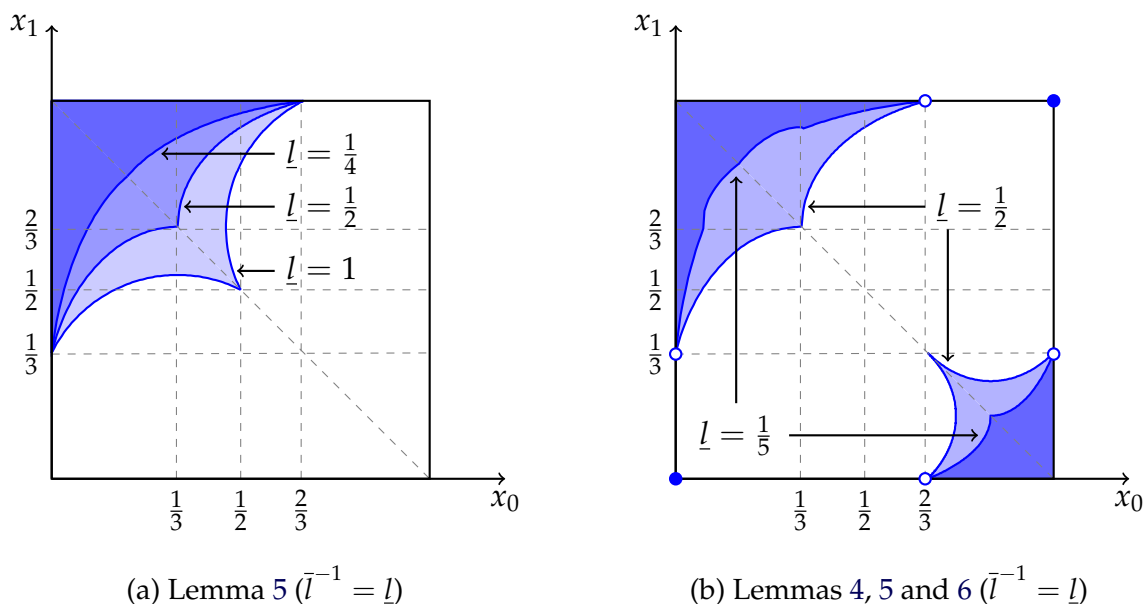 x₁
l̲ = 1/4
l̲ = 1/2
l̲ = 1
2/3
1/2
1/3
1/3 1/2 2/3
x₀
(a) Lemma 5 (l̄⁻¹ = l̲)
x₁
l̲ = 1/2
l̲ = 1/5
2/3
1/2
1/3
1/3 1/2 2/3
x₀
(b) Lemmas 4, 5 and 6 (l̄⁻¹ = l̲)